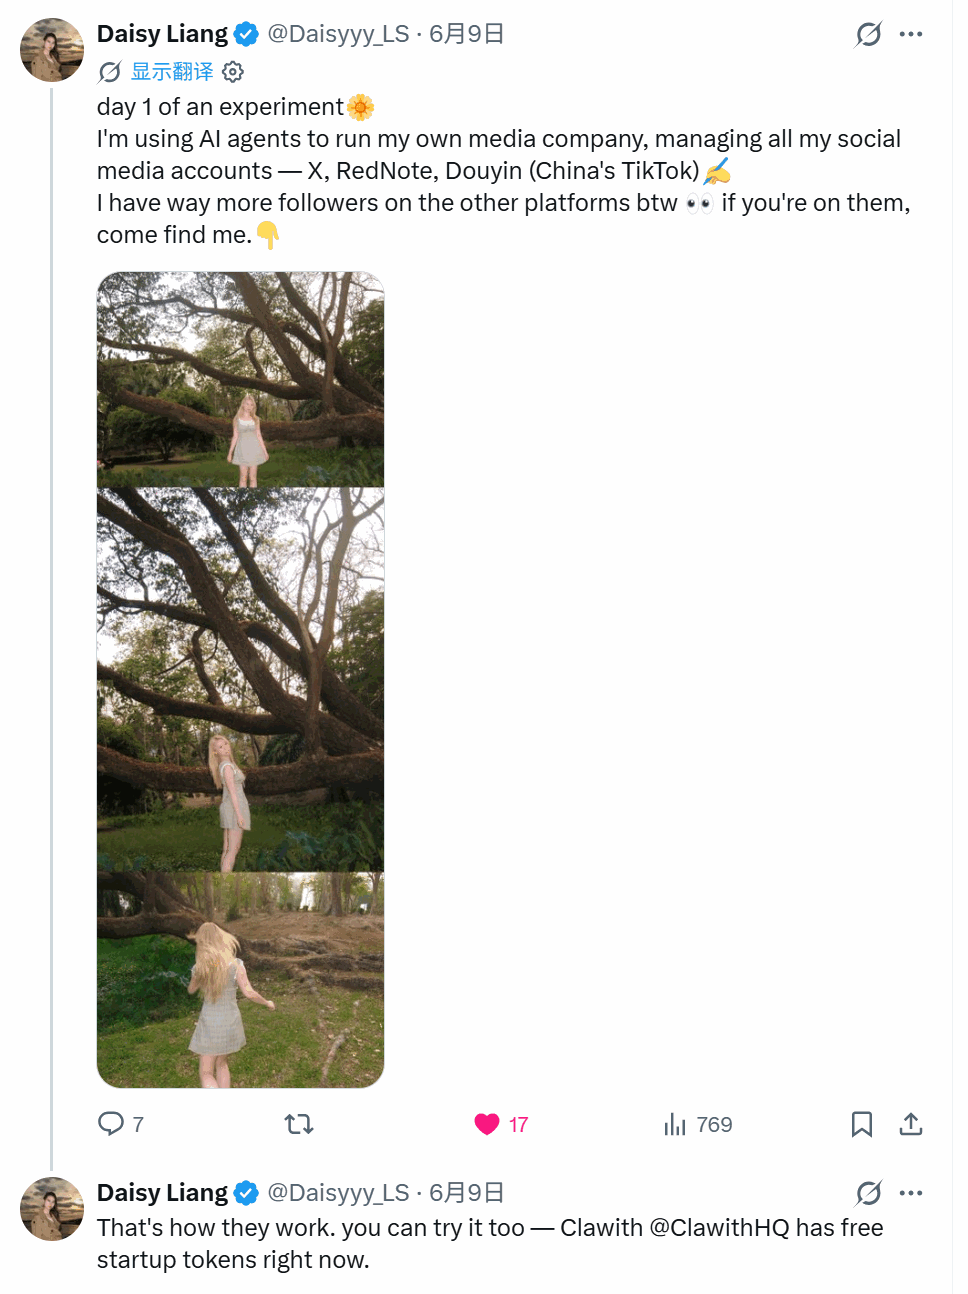 Daisy Liang @Daisyyy_LS · 6月9日
显示翻译
day 1 of an experiment🌼
I'm using AI agents to run my own media company, managing all my social
media accounts — X, RedNote, Douyin (China's TikTok)✍️
I have way more followers on the other platforms btw 👀 if you're on them,
come find me.👇
7 17 769
Daisy Liang @Daisyyy_LS · 6月9日
That's how they work. you can try it too — Clawith @ClawithHQ has free
startup tokens right now.